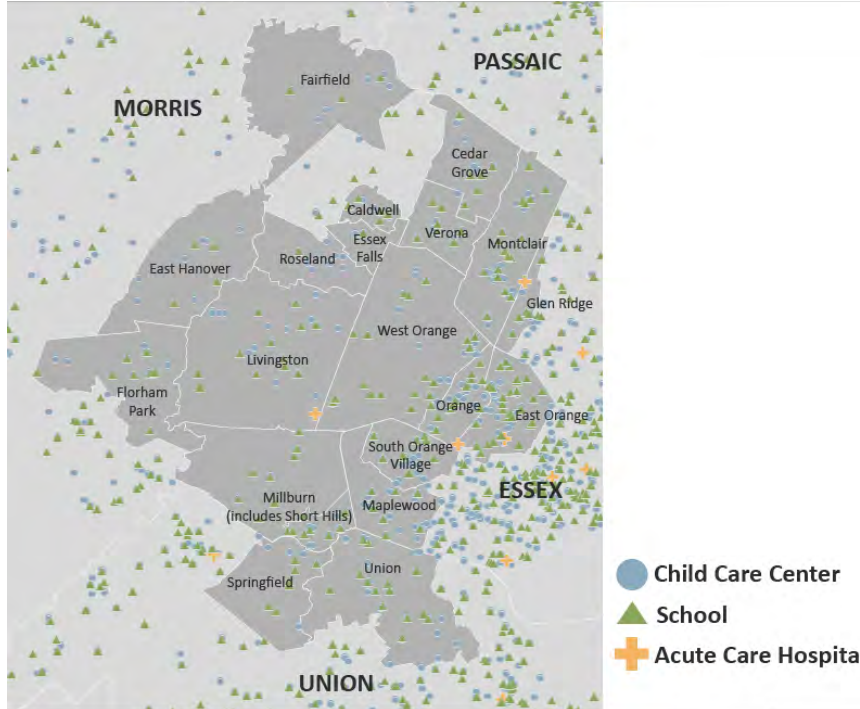 PASSAIC
Fairfield
MORRIS
Cedar
Grove
Caldwell
Verona
Essex
Falls
Montclair
Roseland
East Hanover
Glen Ridge
West Orange
Livingston
Florham
Park
Orange
East Orange
South Orange
Village
ESSEX
Millburn
(includes Short Hills)
Maplewood
Union
Springfield
UNION
Child Care Center
School
Acute Care Hospita